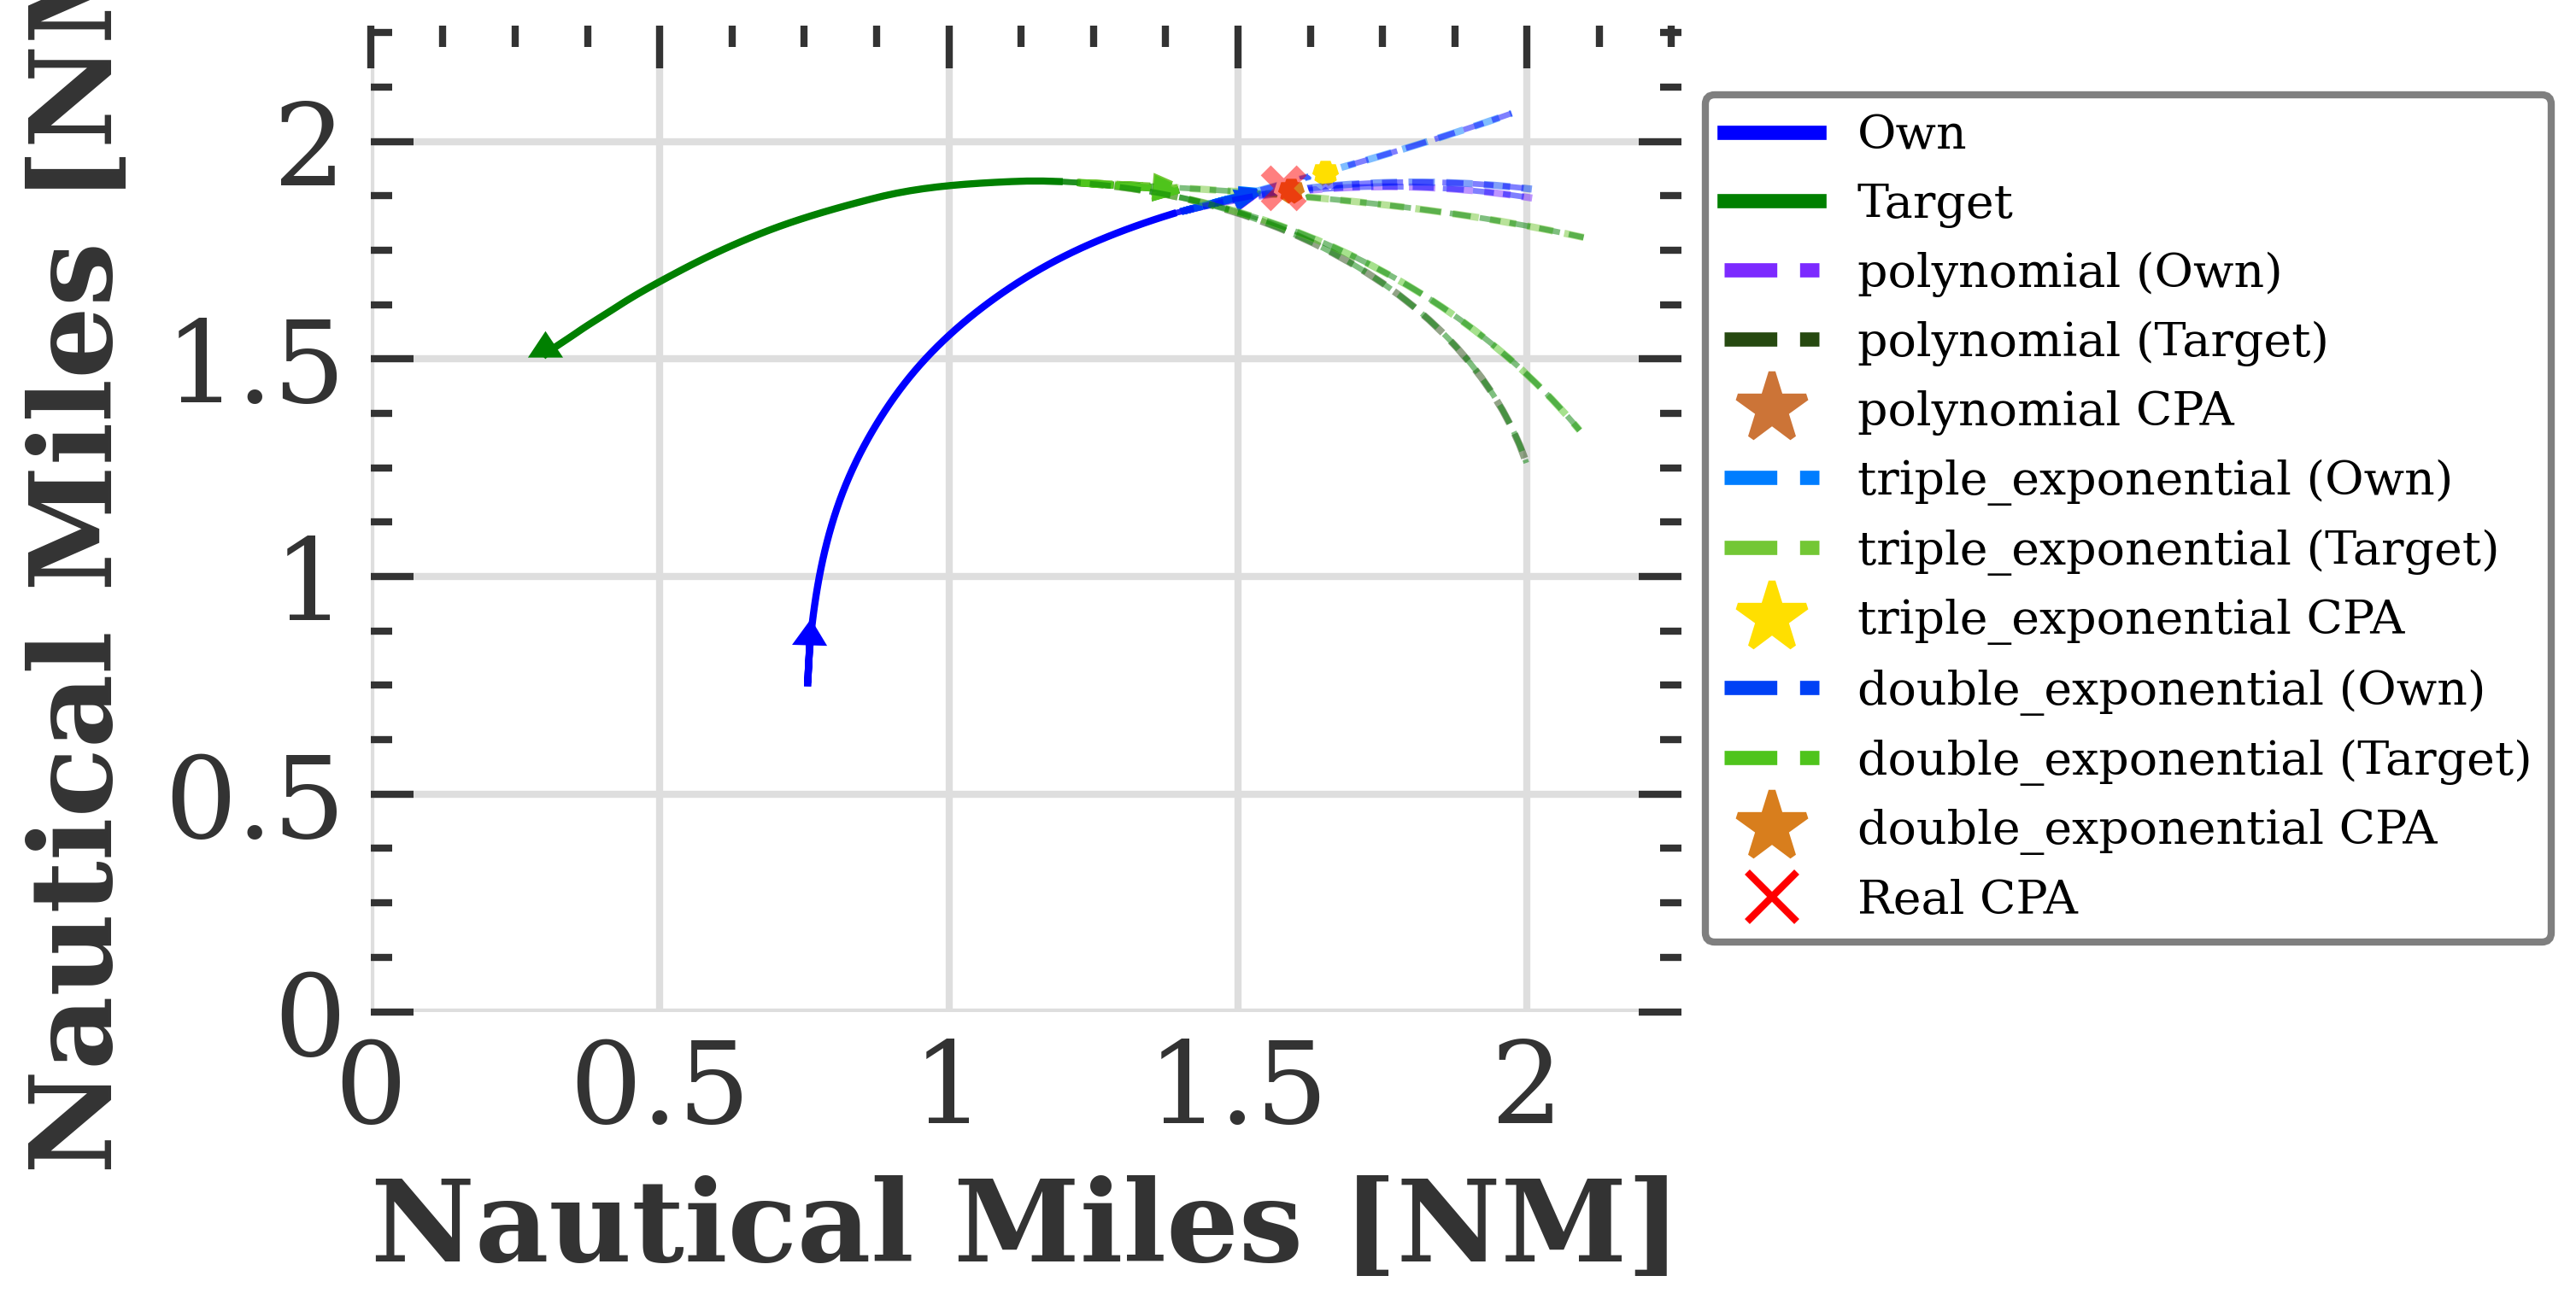 Nautical Miles [NM
2
1.5
1
0.5
0
0 0.5 1 1.5 2
Nautical Miles [NM]
Own
Target
polynomial (Own)
polynomial (Target)
polynomial CPA
triple_exponential (Own)
triple_exponential (Target)
triple_exponential CPA
double_exponential (Own)
double_exponential (Target)
double_exponential CPA
Real CPA